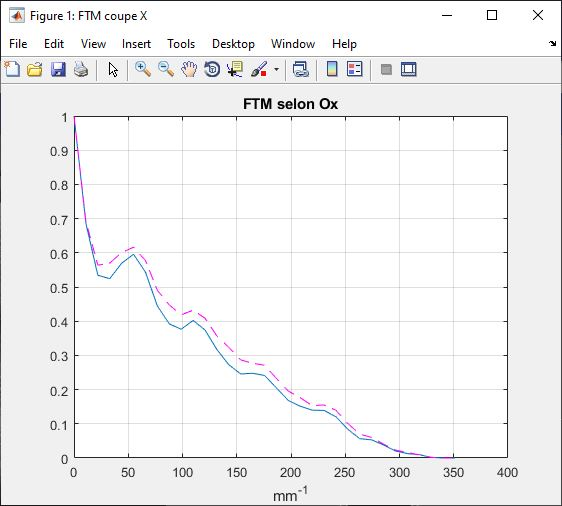 Figure 1: FTM coupe X
File Edit View Insert Tools Desktop Window Help
FTM selon Ox
1
0.9
0.8
0.7
0.6
0.5
0.4
0.3
0.2
0.1
0
0 50 100 150 200 250 300 350 400
mm⁻¹